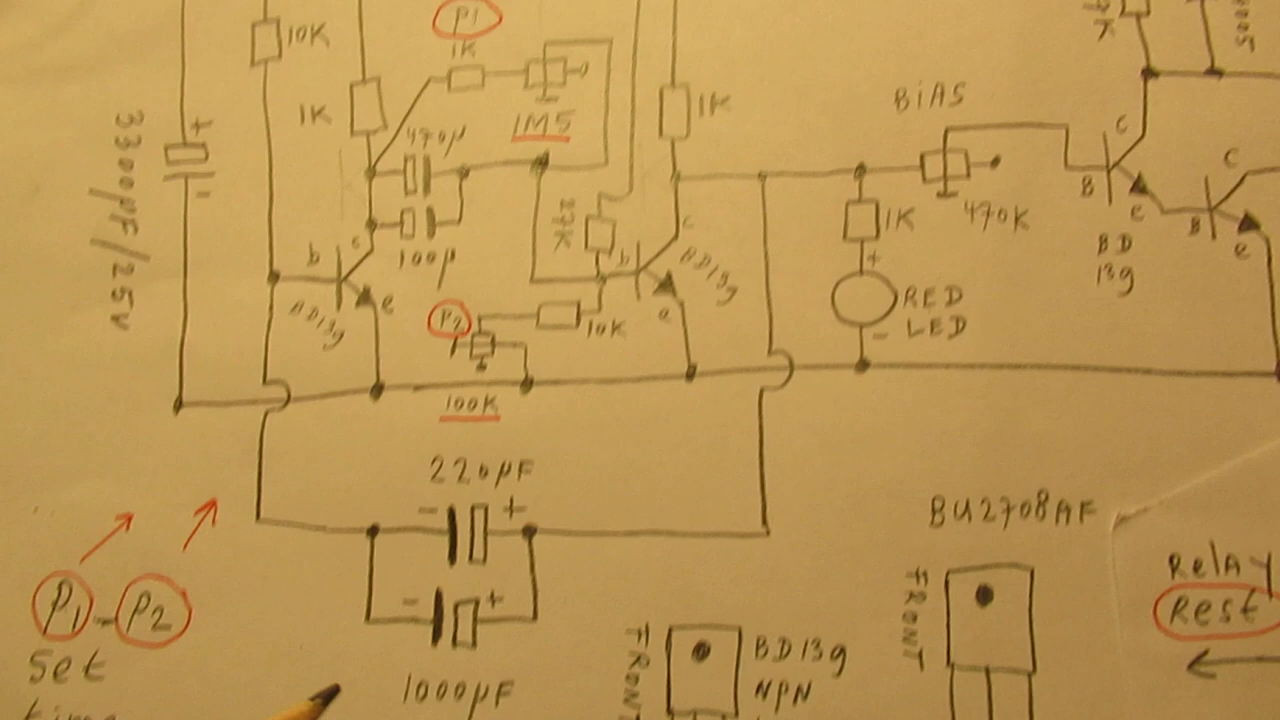 P1
10K
1K
1K
1M5
470µ
100µ
27K
1K
BiAS
470K
3300µF/25V
+
b
c
e
BD139
b
c
e
BD139
10K
P2
100K
1K
+
RED
LED
-
C
B
e
BD
139
C
B
e
K
005
220µF
- +
- +
1000µF
P1 - P2
Set
time
FRONT
BD139
NPN
BU2708AF
FRONT
Relay
Rest